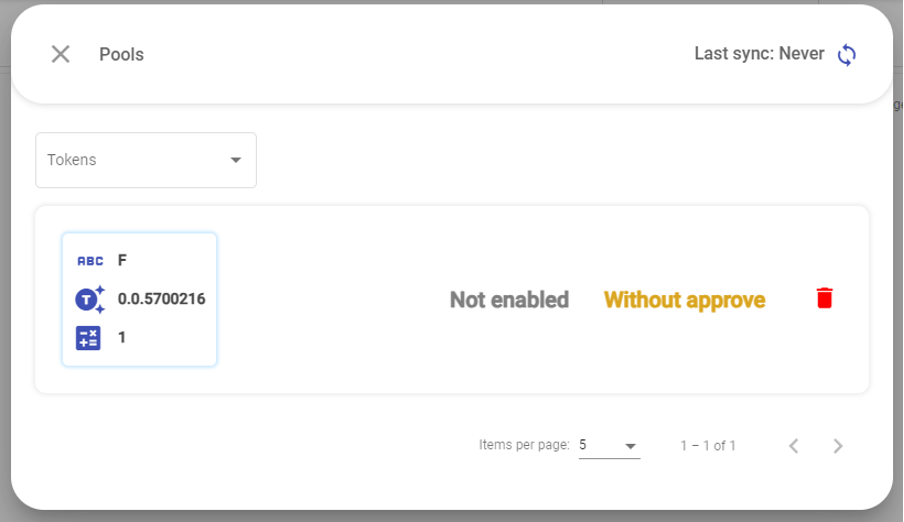 Pools
Last sync: Never
Tokens
ABC F
T 0.0.5700216
1
Not enabled
Without approve
Items per page: 5
1 – 1 of 1